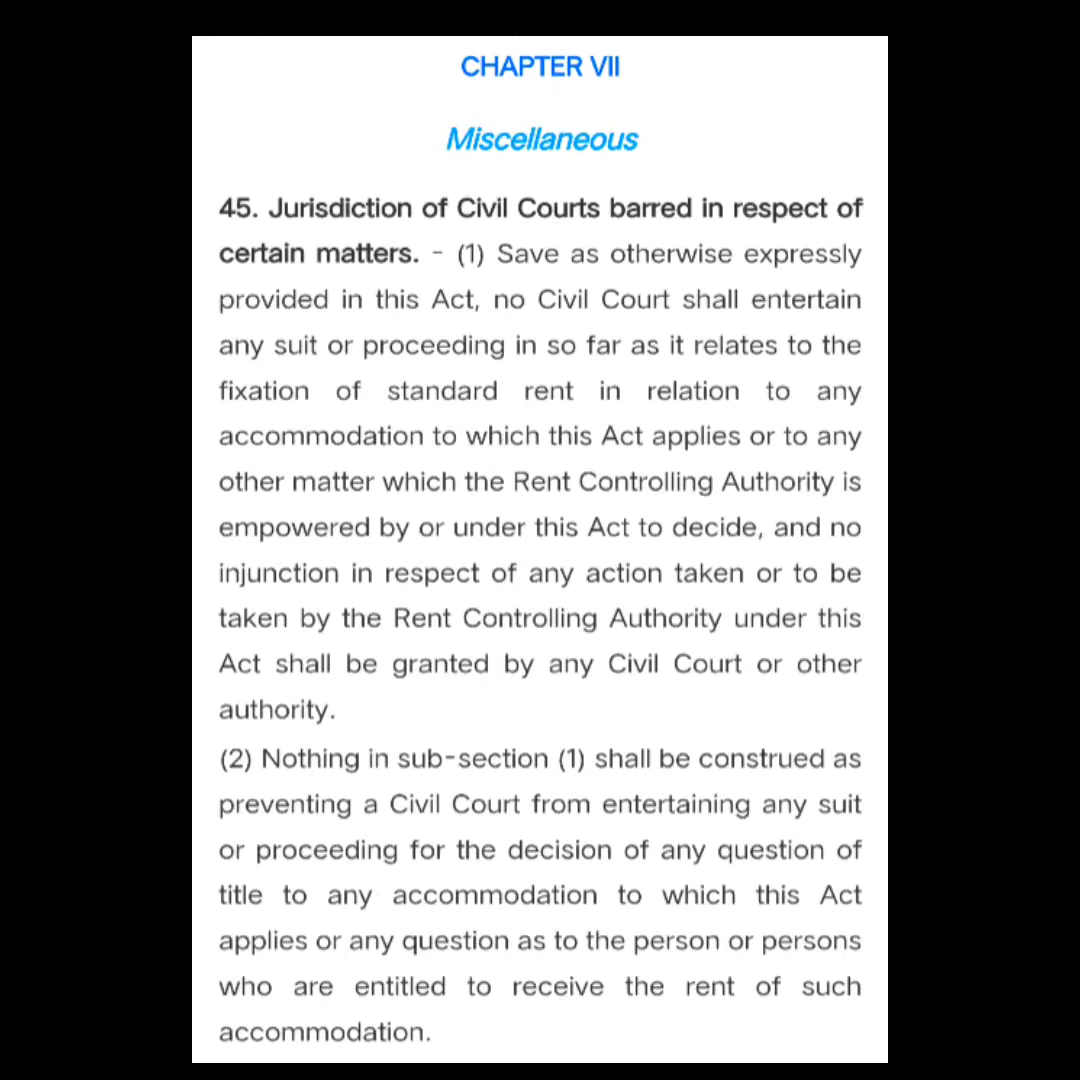 CHAPTER VII
Miscellaneous
45. Jurisdiction of Civil Courts barred in respect of
certain matters. - (1) Save as otherwise expressly
provided in this Act, no Civil Court shall entertain
any suit or proceeding in so far as it relates to the
fixation of standard rent in relation to any
accommodation to which this Act applies or to any
other matter which the Rent Controlling Authority is
empowered by or under this Act to decide, and no
injunction in respect of any action taken or to be
taken by the Rent Controlling Authority under this
Act shall be granted by any Civil Court or other
authority.
(2) Nothing in sub-section (1) shall be construed as
preventing a Civil Court from entertaining any suit
or proceeding for the decision of any question of
title to any accommodation to which this Act
applies or any question as to the person or persons
who are entitled to receive the rent of such
accommodation.